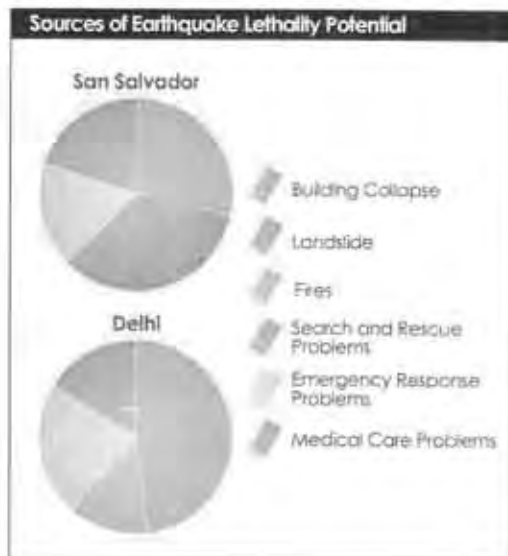 Sources of Earthquake Lethality Potential
San Salvador
Building Collapse
Landslide
Fires
Delhi
Search and Rescue
Problems
Emergency Response
Problems
Medical Care Problems